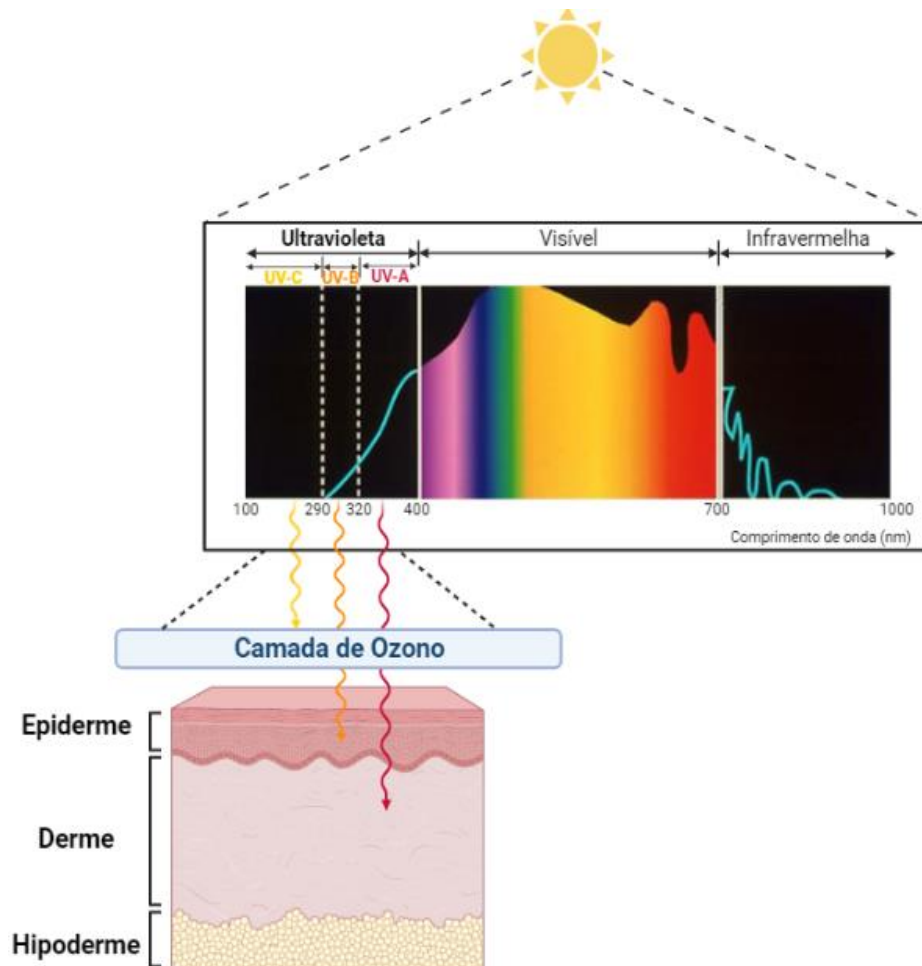 Ultravioleta Visível Infravermelha
UV-C UV-B UV-A
100 290 320 400 700 1000
Comprimento de onda (nm)
Camada de Ozono
Epiderme
Derme
Hipoderme